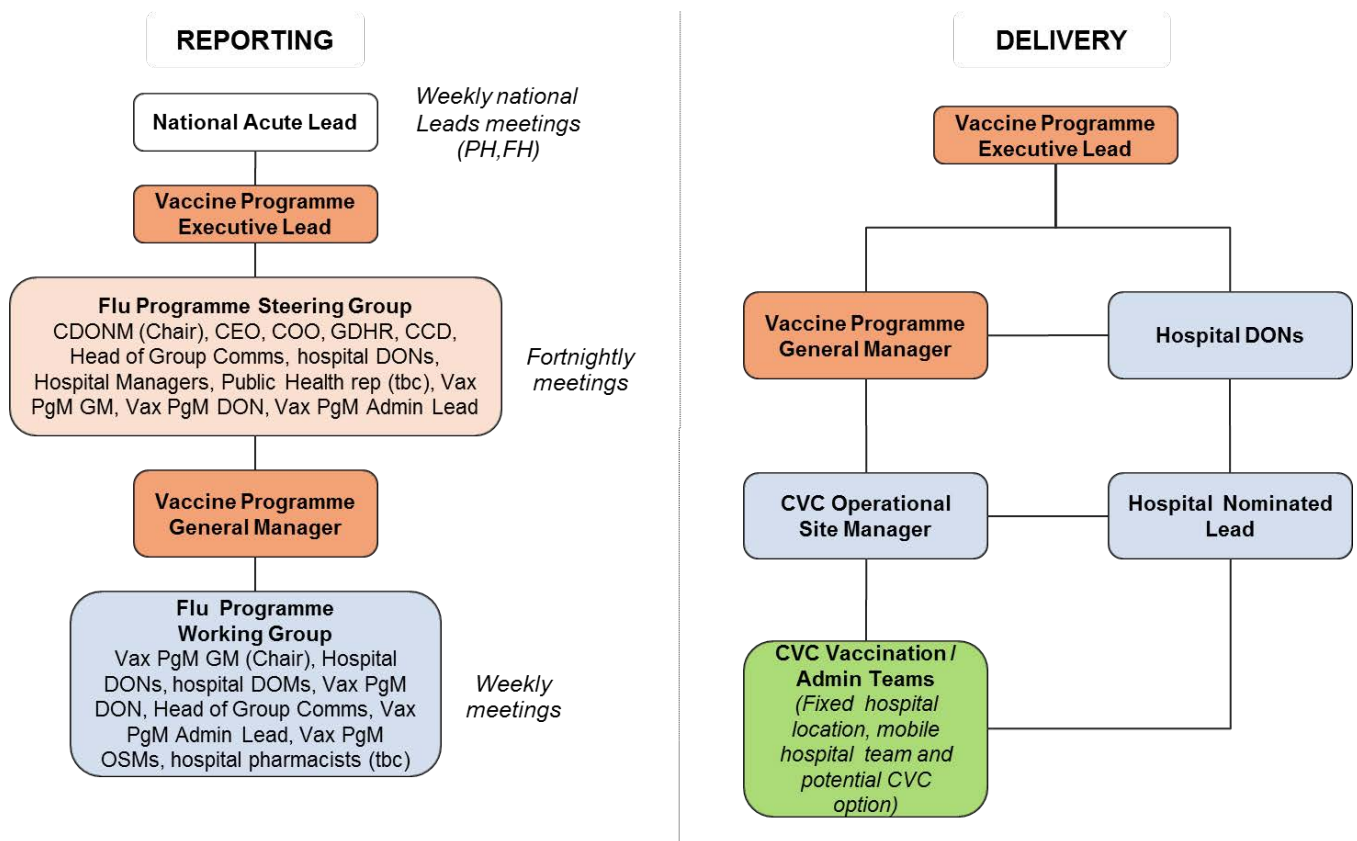 REPORTING
National Acute Lead
Weekly national
Leads meetings
(PH,FH)
Vaccine Programme
Executive Lead
Flu Programme Steering Group
CDONM (Chair), CEO, COO, GDHR, CCD,
Head of Group Comms, hospital DONs,
Hospital Managers, Public Health rep (tbc), Vax
PgM GM, Vax PgM DON, Vax PgM Admin Lead
Fortnightly
meetings
Vaccine Programme
General Manager
Flu Programme
Working Group
Vax PgM GM (Chair), Hospital
DONs, hospital DOMs, Vax PgM
DON, Head of Group Comms, Vax
PgM Admin Lead, Vax PgM
OSMs, hospital pharmacists (tbc)
Weekly
meetings
DELIVERY
Vaccine Programme
Executive Lead
Vaccine Programme
General Manager
Hospital DONs
CVC Operational
Site Manager
Hospital Nominated
Lead
CVC Vaccination /
Admin Teams
(Fixed hospital
location, mobile
hospital team and
potential CVC
option)